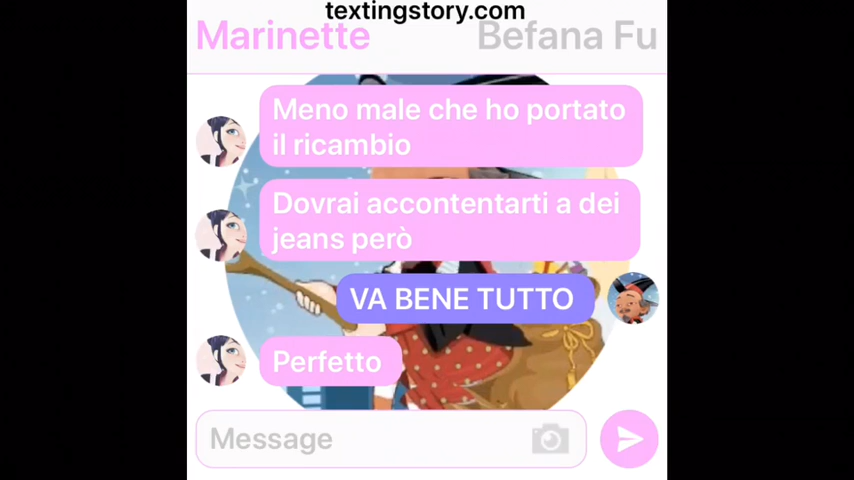 textingstory.com
Marinette
Befana Fu
Meno male che ho portato
il ricambio
Dovrai accontentarti a dei
jeans però
VA BENE TUTTO
Perfetto
Message